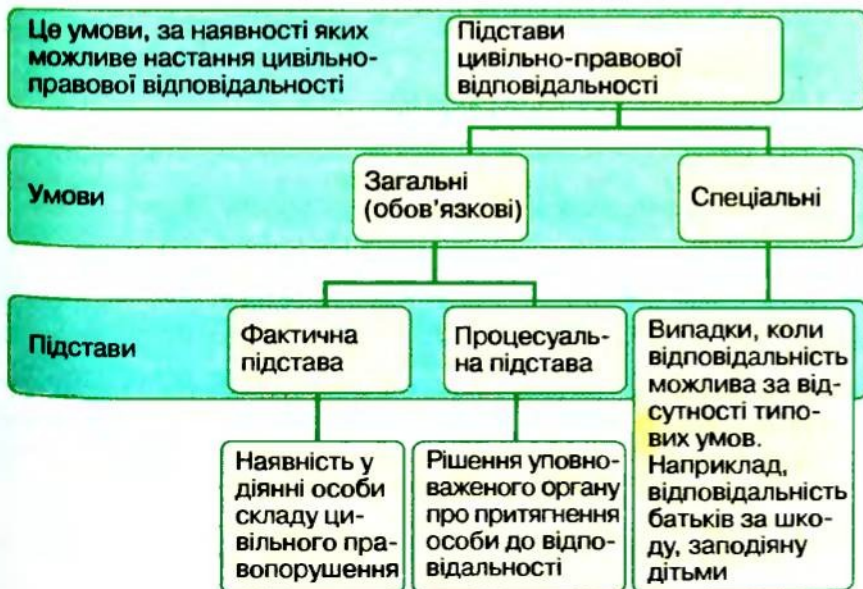 Це умови, за наявності яких
можливе настання цивільно-
правової відповідальності
Підстави
цивільно-правової
відповідальності
Умови
Загальні
(обов’язкові)
Спеціальні
Підстави
Фактична
підстава
Процесуаль-
на підстава
Випадки, коли
відповідальність
можлива за від-
сутності типо-
вих умов.
Наприклад,
відповідальність
батьків за шко-
ду, заподіяну
дітьми
Наявність у
діянні особи
складу ци-
вільного пра-
вопорушення
Рішення уповно-
важеного органу
про притягнення
особи до відпо-
відальності